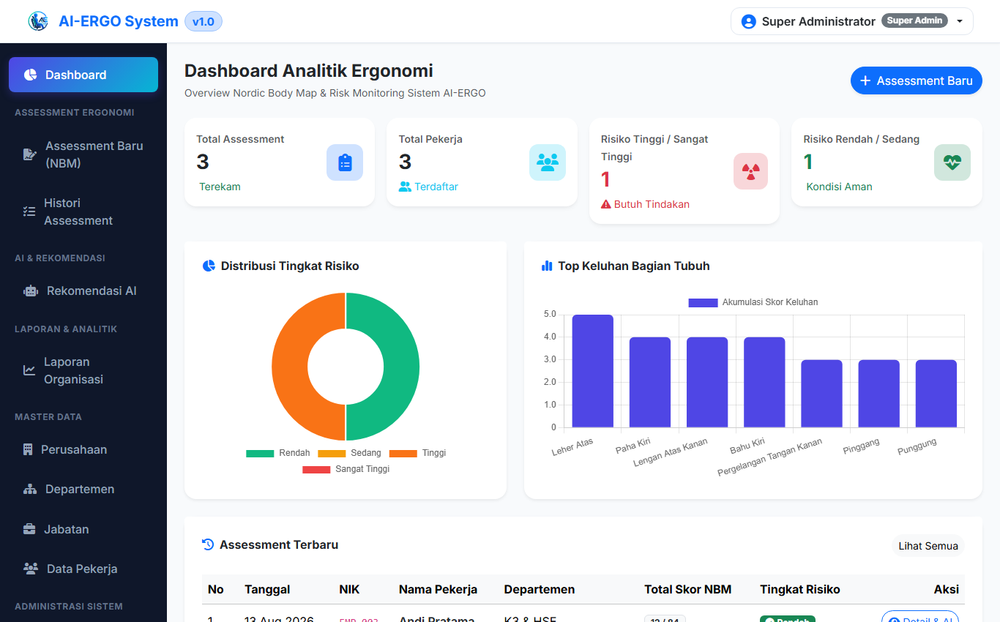 AI-ERGO System v1.0
Super Administrator Super Admin
Dashboard
ASSESSMENT ERGONOMI
Assessment Baru
(NBM)
Histori
Assessment
AI & REKOMENDASI
Rekomendasi AI
LAPORAN & ANALITIK
Laporan
Organisasi
MASTER DATA
Perusahaan
Departemen
Jabatan
Data Pekerja
ADMINISTRASI SISTEM
Dashboard Analitik Ergonomi
Overview Nordic Body Map & Risk Monitoring Sistem AI-ERGO
+ Assessment Baru
Total Assessment
3
Terekam
Total Pekerja
3
Terdaftar
Risiko Tinggi / Sangat
Tinggi
1
Butuh Tindakan
Risiko Rendah / Sedang
1
Kondisi Aman
Distribusi Tingkat Risiko
Rendah Sedang Tinggi
Sangat Tinggi
Top Keluhan Bagian Tubuh
Akumulasi Skor Keluhan
5.0
4.0
3.0
2.0
1.0
0
Leher Atas
Paha Kiri
Lengan Atas Kanan
Bahu Kiri
Pergelangan Tangan Kanan
Pinggang
Punggung
Assessment Terbaru
Lihat Semua
No Tanggal NIK Nama Pekerja Departemen Total Skor NBM Tingkat Risiko Aksi
1 13 Aug 2026 Andi Pratama K3 & HSE Rendah Detail & AI